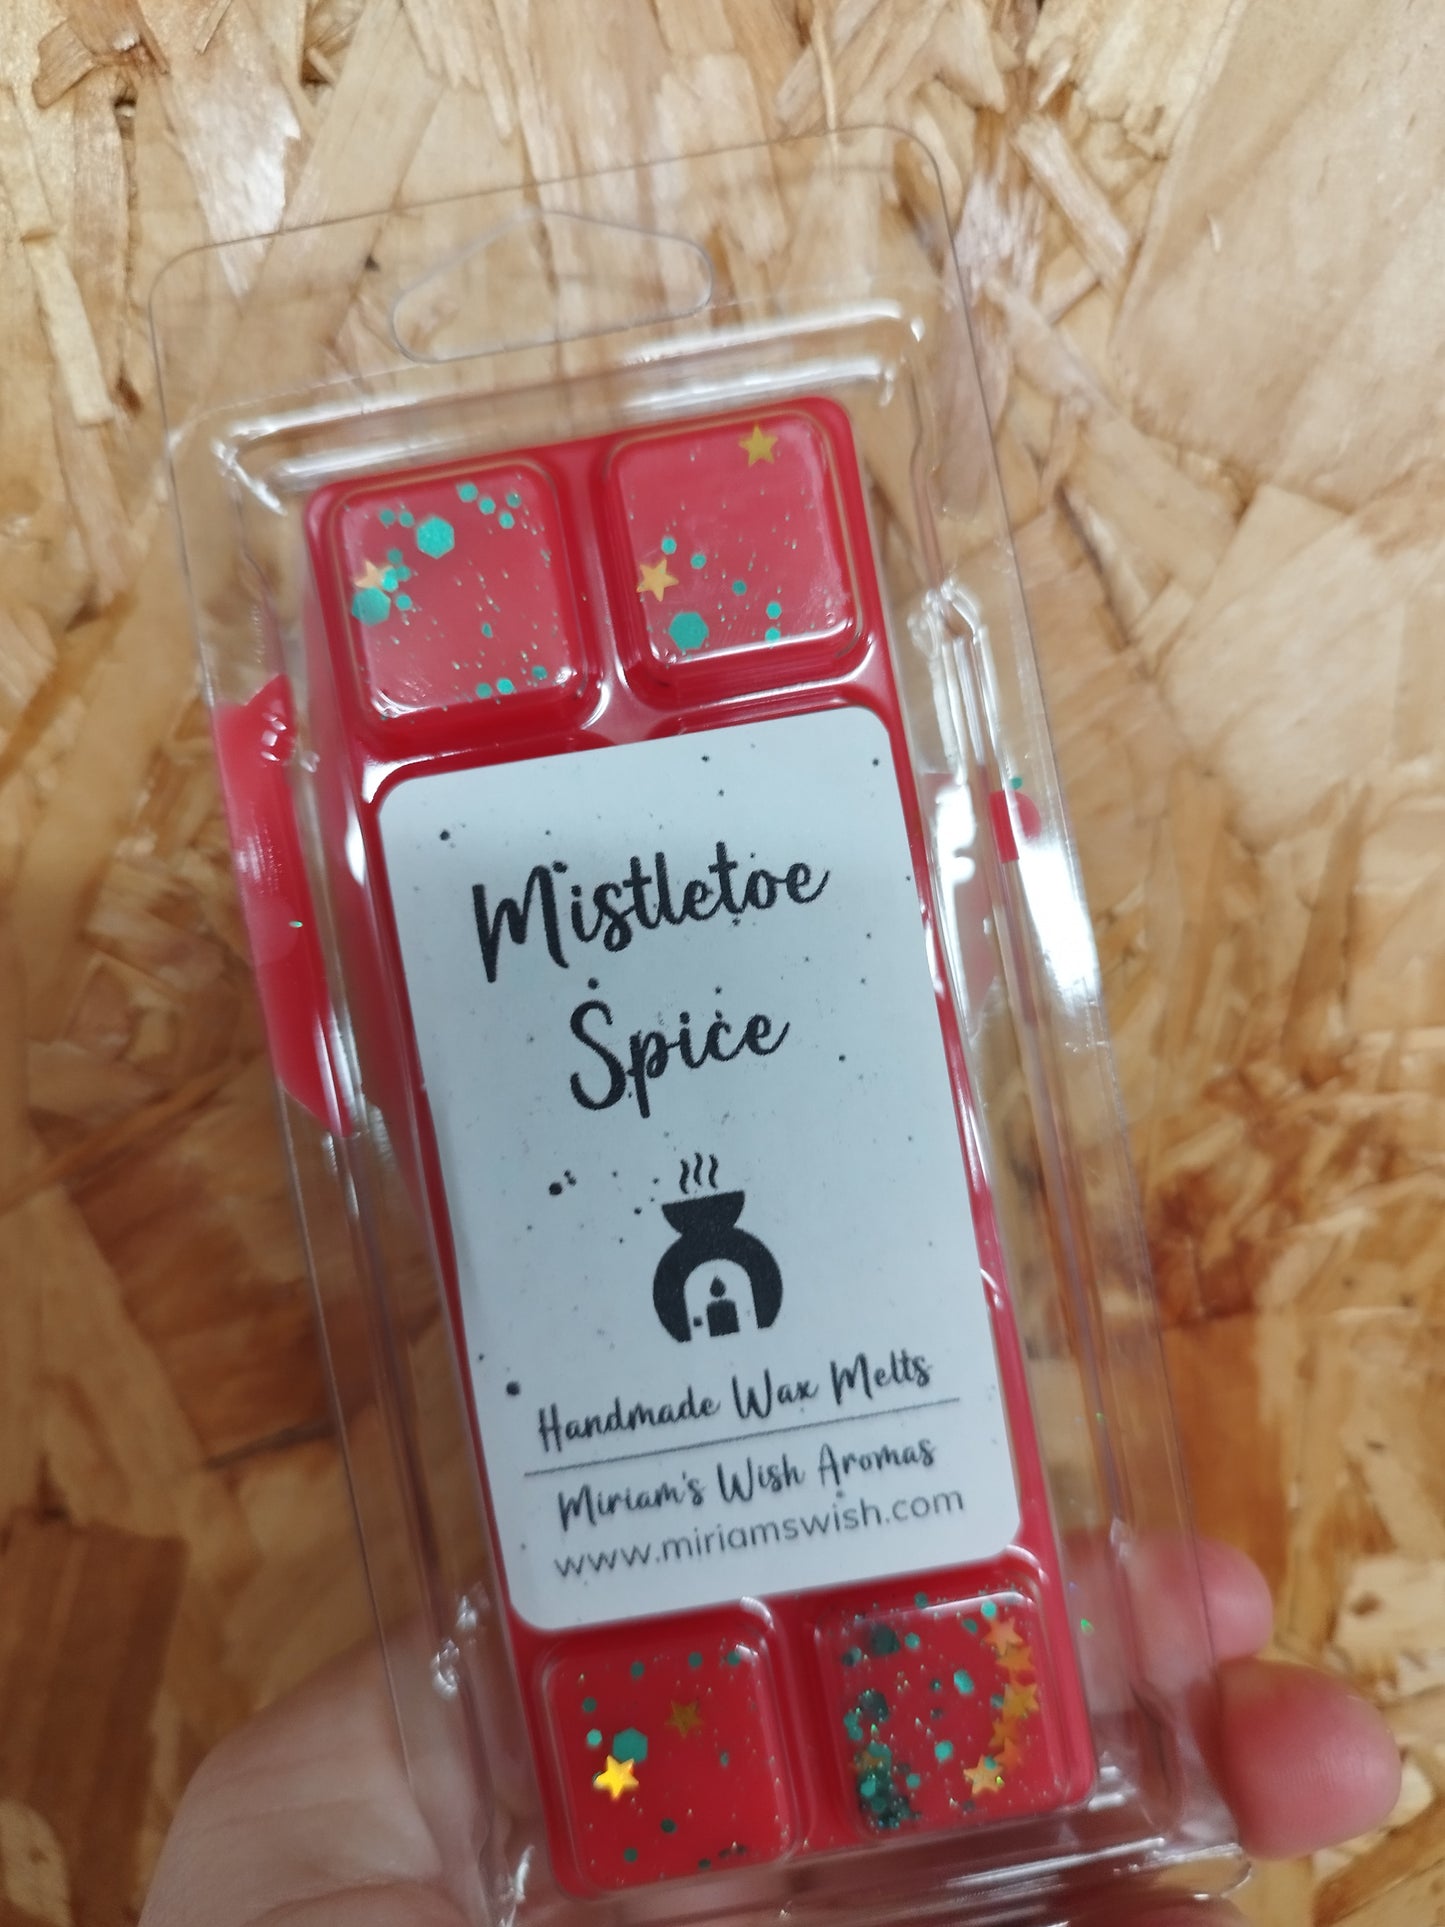 Mistletoe
Spice
Handmade Wax Melts
Miriam's Wish Aromas
www.miriamswish.com